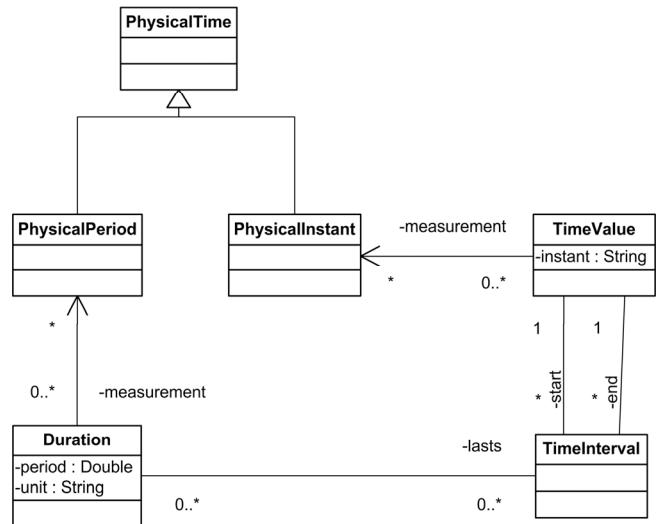 PhysicalTime
PhysicalPeriod
PhysicalInstant
-measurement
TimeValue
-instant : String
*
0..*
*
1
1
0..*
-measurement
*
-start
*
-end
Duration
-period : Double
-unit : String
-lasts
TimeInterval
0..*
0..*